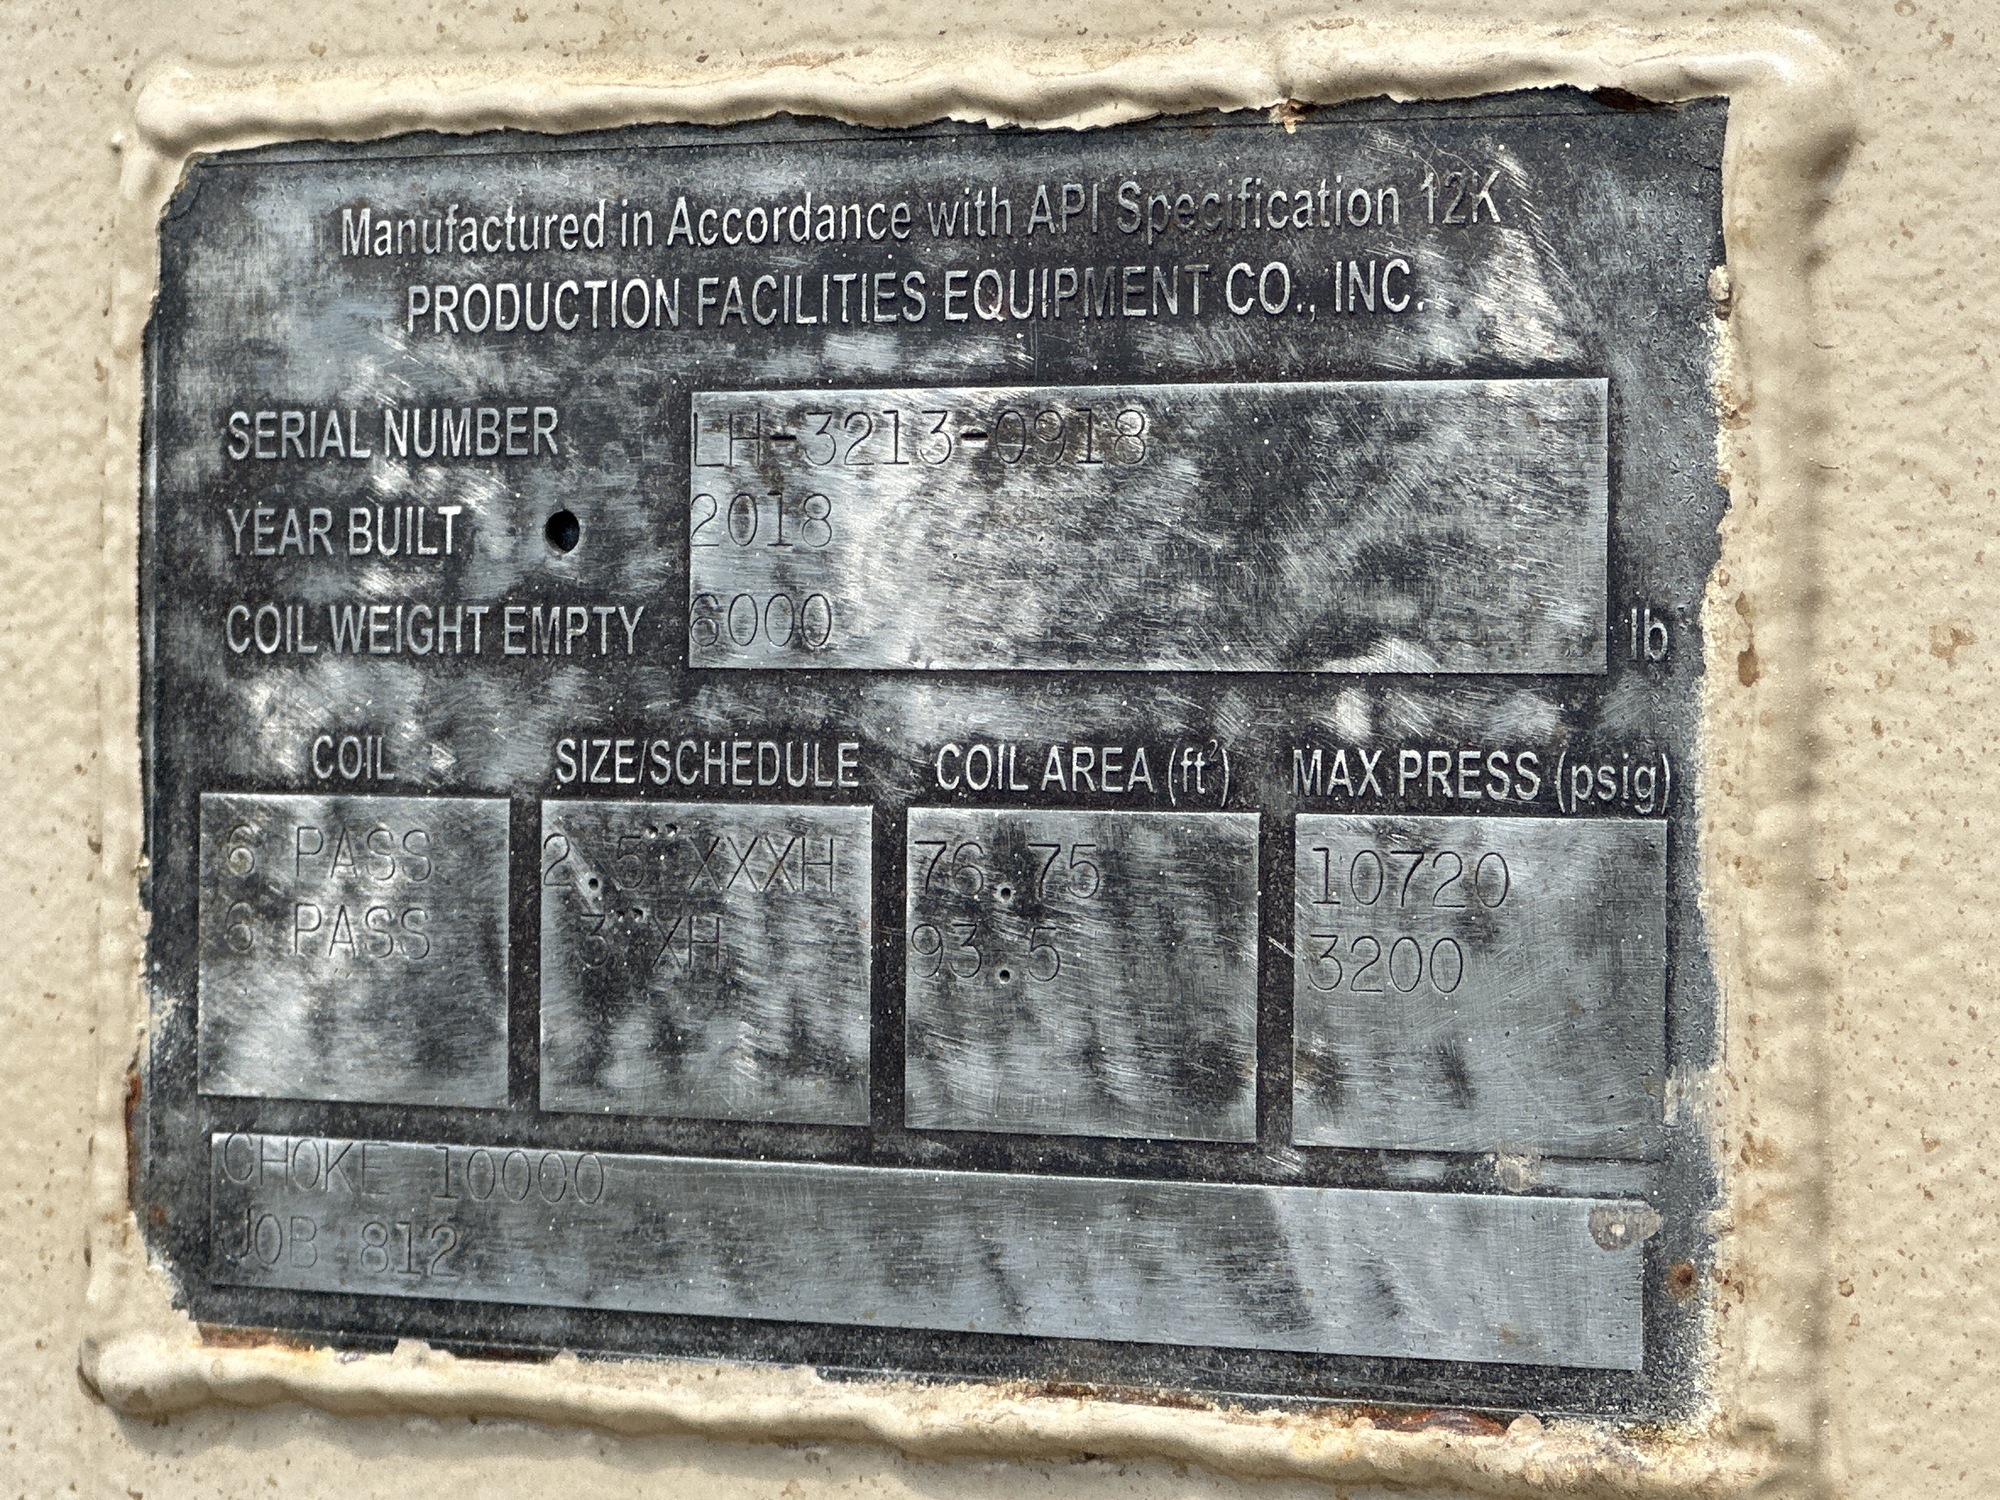 Manufactured in Accordance with API Specification 12K
PRODUCTION FACILITIES EQUIPMENT CO., INC.
SERIAL NUMBER LH-3213-0918
YEAR BUILT 2018
COIL WEIGHT EMPTY 6000 lb
COIL SIZE/SCHEDULE COIL AREA (ft²) MAX PRESS (psig)
6 PASS 2.5" XXXH 76.75 10720
6 PASS 3" XH 93.5 3200
CHOKE 10000
JOB 812